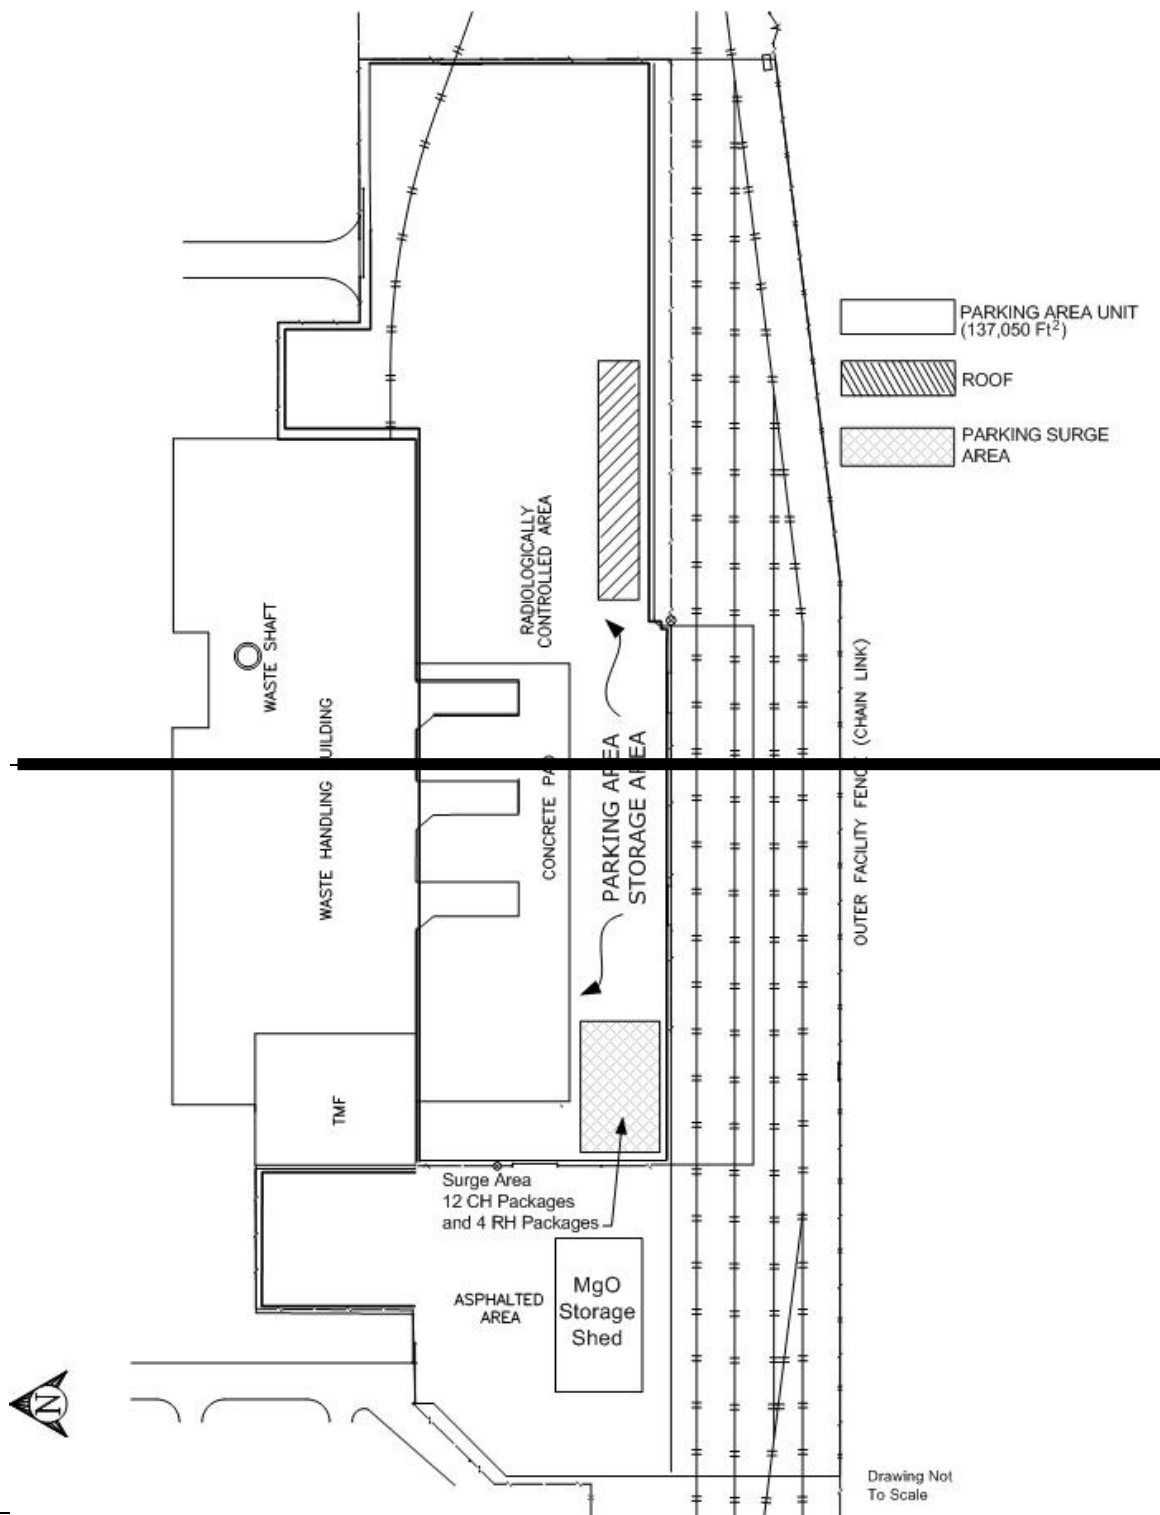 PARKING AREA UNIT
(137,050 Ft²)
ROOF
PARKING SURGE
AREA
RADIOLOGICALLY
CONTROLLED AREA
WASTE SHAFT
WASTE HANDLING UILDING
CONCRETE PA
PARKING AREA
STORAGE AREA
OUTER FACILITY FENC (CHAIN LINK)
TMF
Surge Area
12 CH Packages
and 4 RH Packages
ASPHALTED
AREA
MgO
Storage
Shed
N
Drawing Not
To Scale